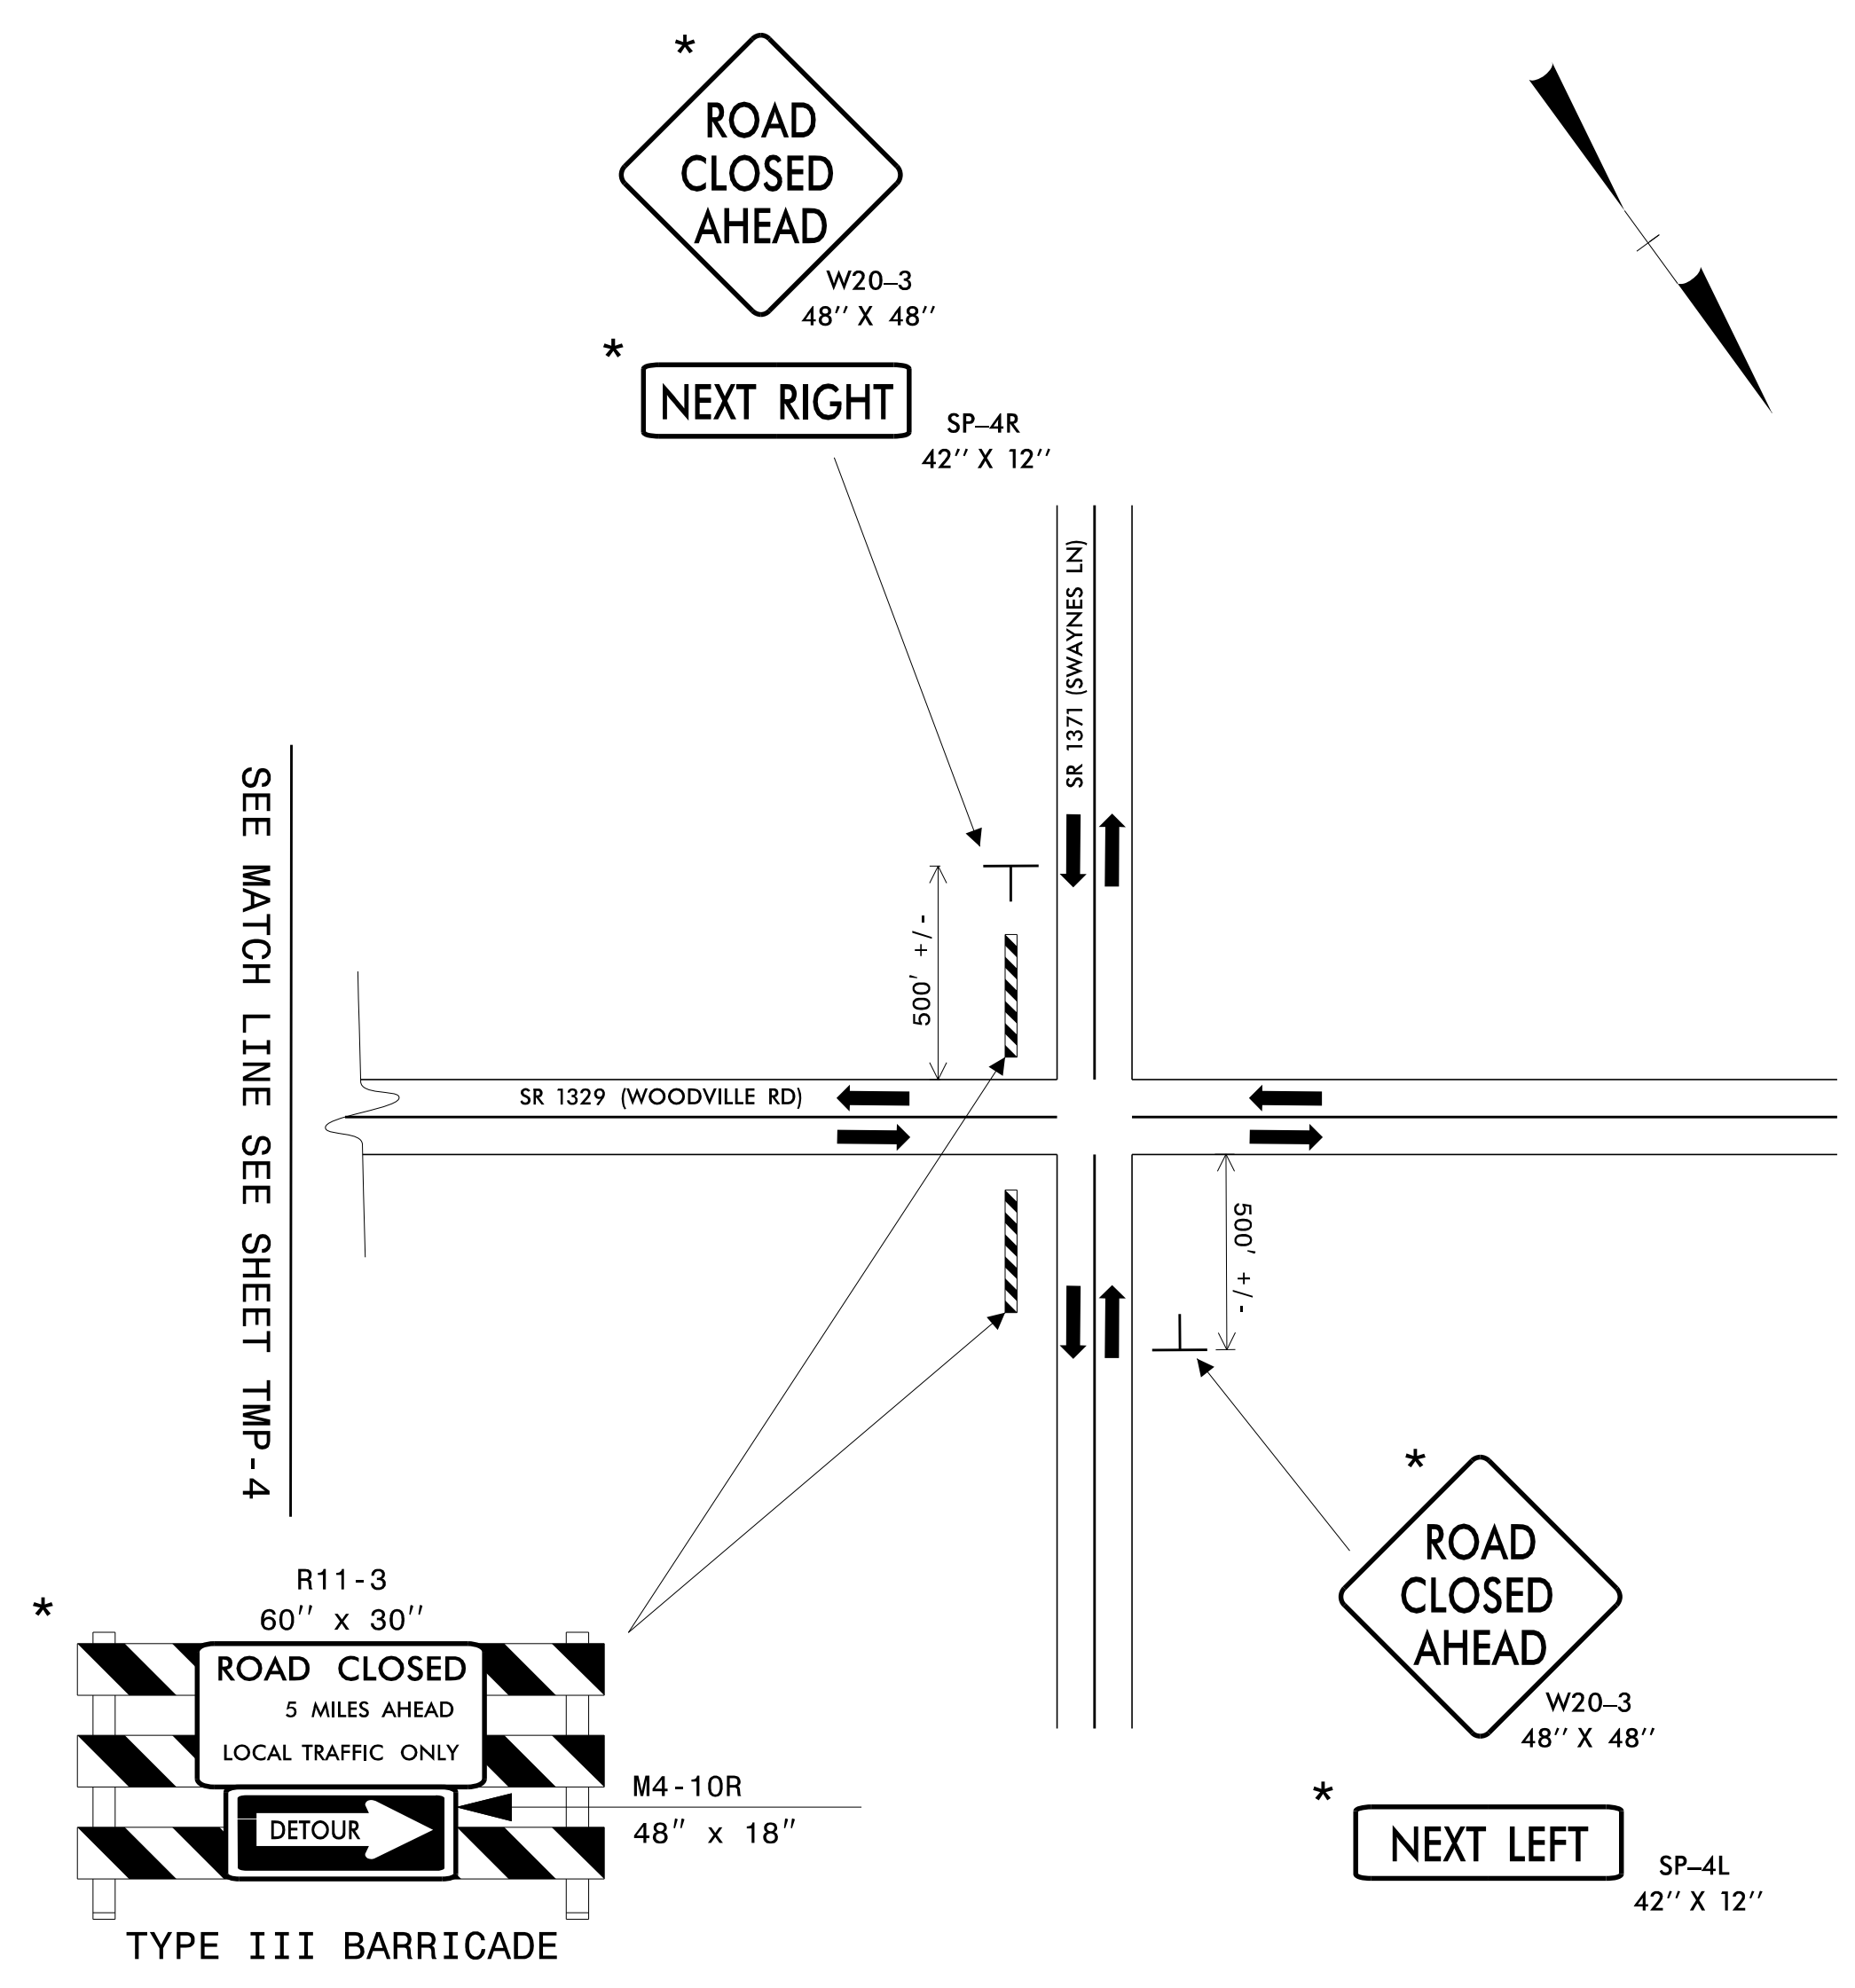 *
ROAD
CLOSED
AHEAD
W20–3
48'' X 48''
*
NEXT RIGHT
SP–4R
42'' X 12''
SR 1371 (SWAYNES LN)
500' +/-
SEE MATCH LINE SEE SHEET TMP-4
SR 1329 (WOODVILLE RD)
500' +/-
*
ROAD
CLOSED
AHEAD
W20–3
48'' X 48''
*
NEXT LEFT
SP–4L
42'' X 12''
R11-3
60'' x 30''
*
ROAD CLOSED
5 MILES AHEAD
LOCAL TRAFFIC ONLY
DETOUR
M4-10R
48" x 18"
TYPE III BARRICADE